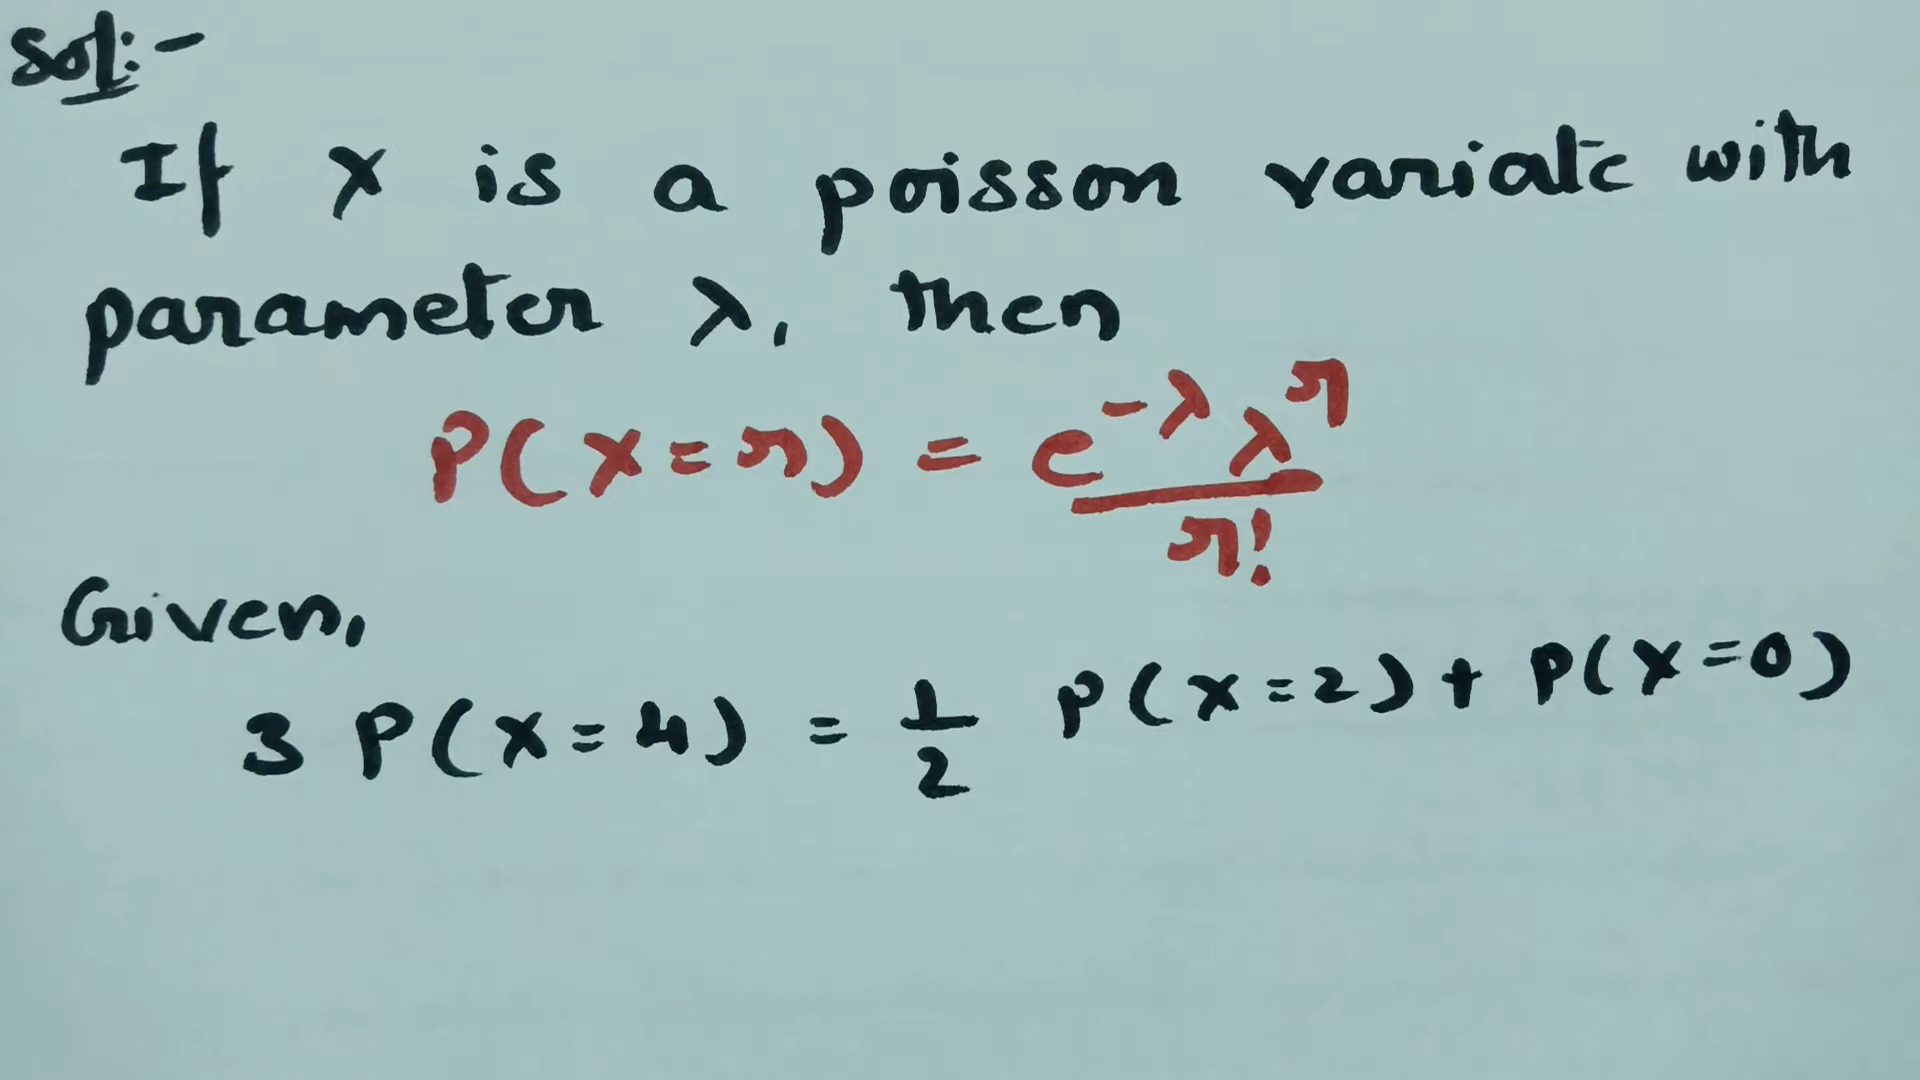 Sol:-
If X is a poisson variate with
parameter λ, then
P(X=r) = e^-λ λ^r / r!
Given,
3 P(X=4) = 1/2 P(X=2) + P(X=0)